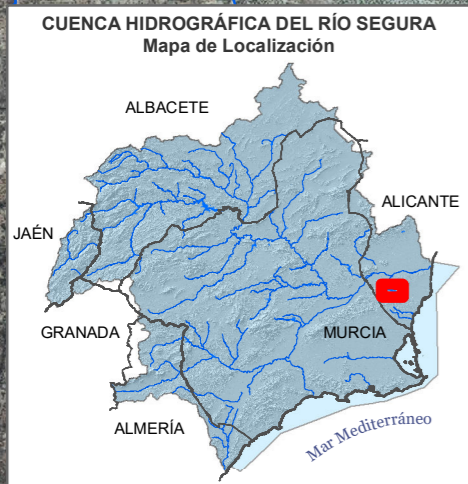 CUENCA HIDROGRÁFICA DEL RÍO SEGURA
Mapa de Localización
ALBACETE
ALICANTE
JAÉN
GRANADA
MURCIA
ALMERÍA
Mar Mediterráneo